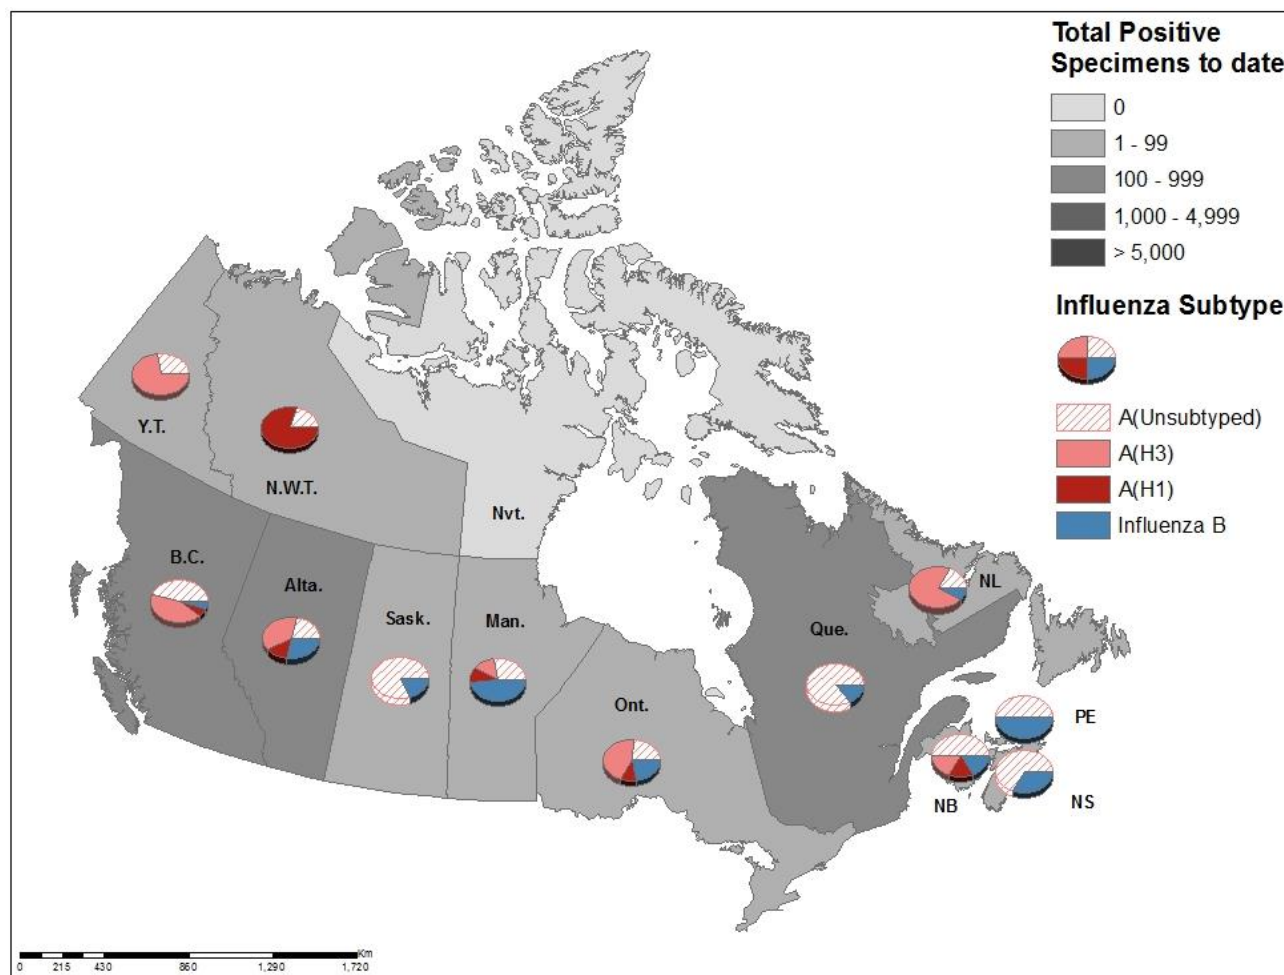 Total Positive
Specimens to date
0
1 - 99
100 - 999
1,000 - 4,999
> 5,000
Influenza Subtype
A(Unsubtyped)
A(H3)
A(H1)
Influenza B
Y.T.
N.W.T.
Nvt.
B.C.
Alta.
Sask.
Man.
Ont.
Que.
NL
PE
NB
NS
Km
0 215 430 860 1,290 1,720